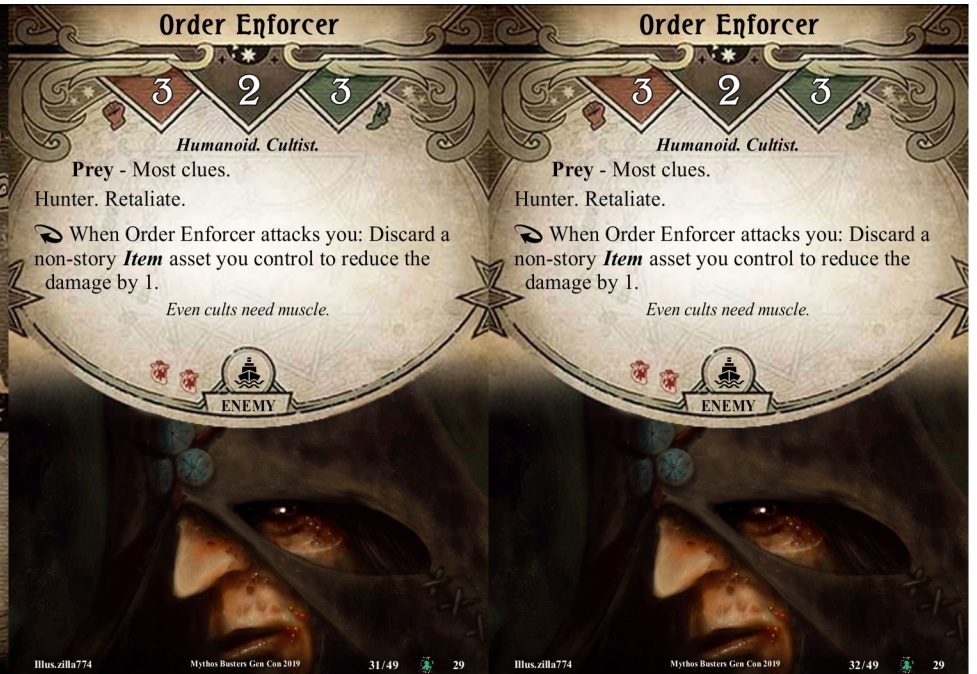 Order Enforcer
3 2 3
Humanoid. Cultist.
Prey - Most clues.
Hunter. Retaliate.
When Order Enforcer attacks you: Discard a
non-story Item asset you control to reduce the
damage by 1.
Even cults need muscle.
ENEMY
Illus.zilla774 Mythos Busters Gen Con 2019 31/49 29
Order Enforcer
3 2 3
Humanoid. Cultist.
Prey - Most clues.
Hunter. Retaliate.
When Order Enforcer attacks you: Discard a
non-story Item asset you control to reduce the
damage by 1.
Even cults need muscle.
ENEMY
Illus.zilla774 Mythos Busters Gen Con 2019 32/49 29